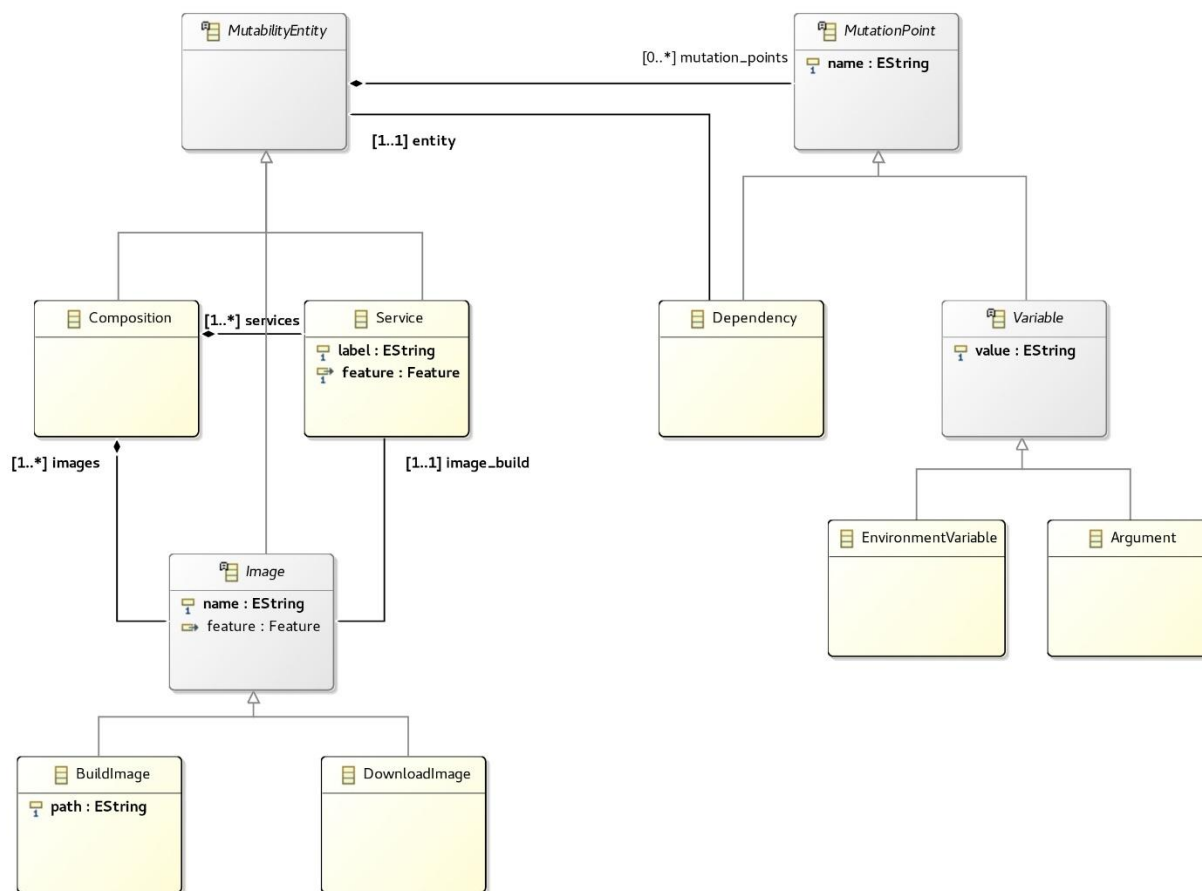 MutabilityEntity
MutationPoint
[0..*] mutation_points
name : EString
[1..1] entity
Composition
[1..*] services
Service
label : EString
feature : Feature
Dependency
Variable
value : EString
[1..*] images
[1..1] image_build
EnvironmentVariable
Argument
Image
name : EString
feature : Feature
BuildImage
path : EString
DownloadImage